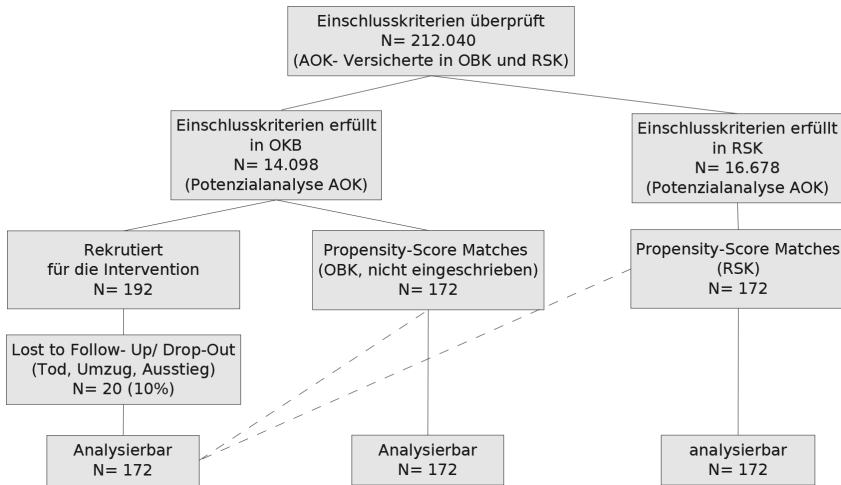 Einschlusskriterien überprüft
N= 212.040
(AOK- Versicherte in OBK und RSK)
Einschlusskriterien erfüllt
in OKB
N= 14.098
(Potenzialanalyse AOK)
Einschlusskriterien erfüllt
in RSK
N= 16.678
(Potenzialanalyse AOK)
Rekrutiert
für die Intervention
N= 192
Propensity-Score Matches
(OBK, nicht eingeschrieben)
N= 172
Propensity-Score Matches
(RSK)
N= 172
Lost to Follow- Up/ Drop-Out
(Tod, Umzug, Ausstieg)
N= 20 (10%)
Analysierbar
N= 172
Analysierbar
N= 172
analysierbar
N= 172